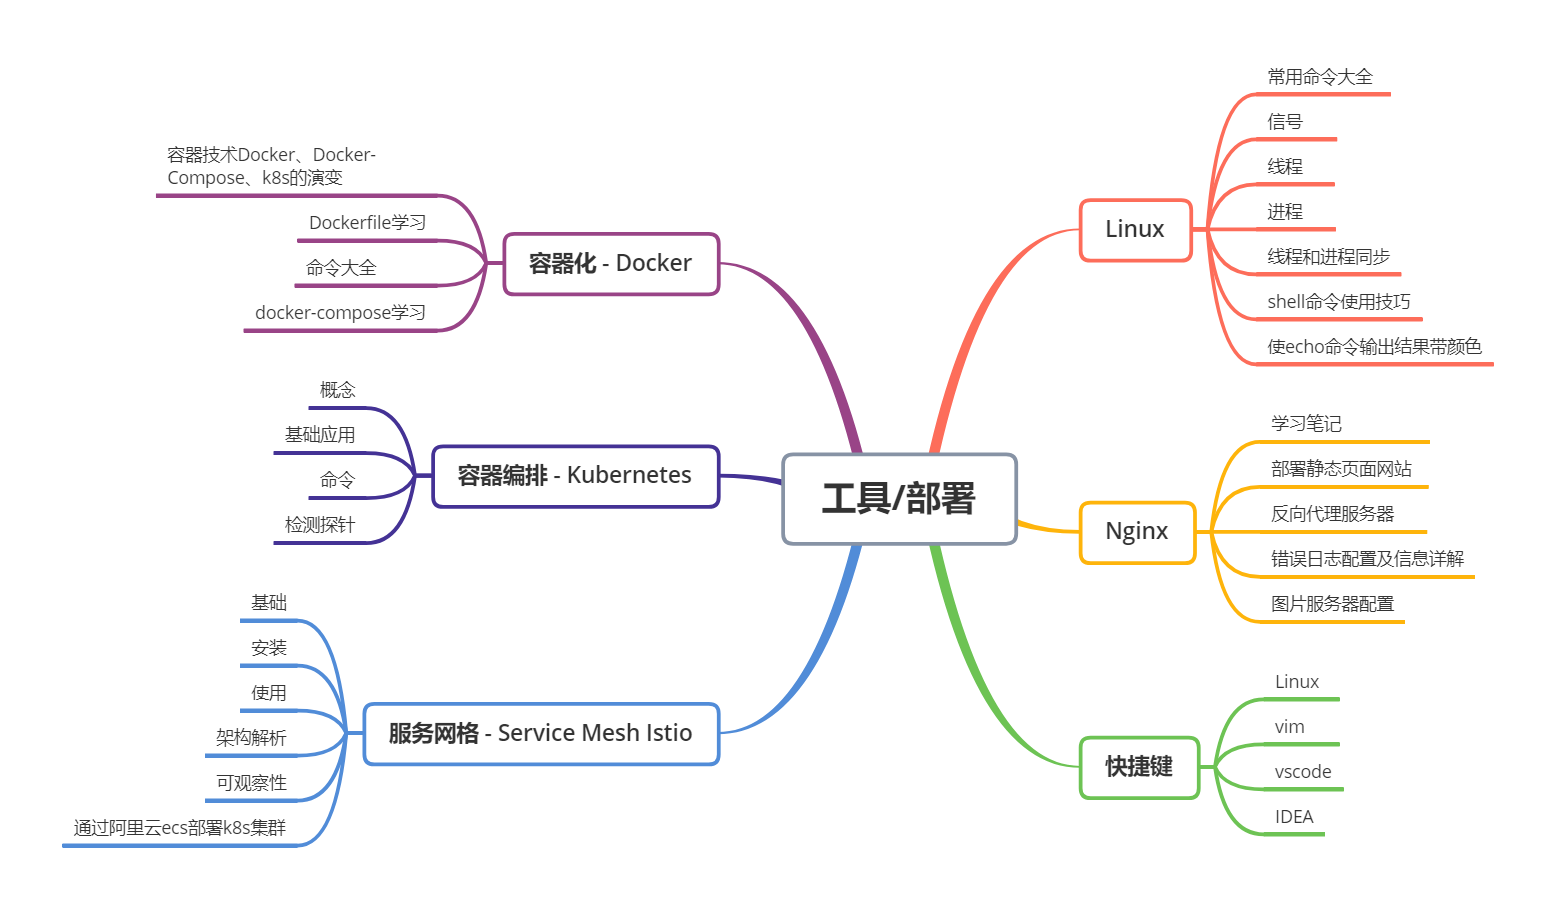 工具/部署
Linux
常用命令大全
信号
线程
进程
线程和进程同步
shell命令使用技巧
使echo命令输出结果带颜色
Nginx
学习笔记
部署静态页面网站
反向代理服务器
错误日志配置及信息详解
图片服务器配置
快捷键
Linux
vim
vscode
IDEA
容器化 - Docker
容器技术Docker、Docker-
Compose、k8s的演变
Dockerfile学习
命令大全
docker-compose学习
容器编排 - Kubernetes
概念
基础应用
命令
检测探针
服务网格 - Service Mesh Istio
基础
安装
使用
架构解析
可观察性
通过阿里云ecs部署k8s集群